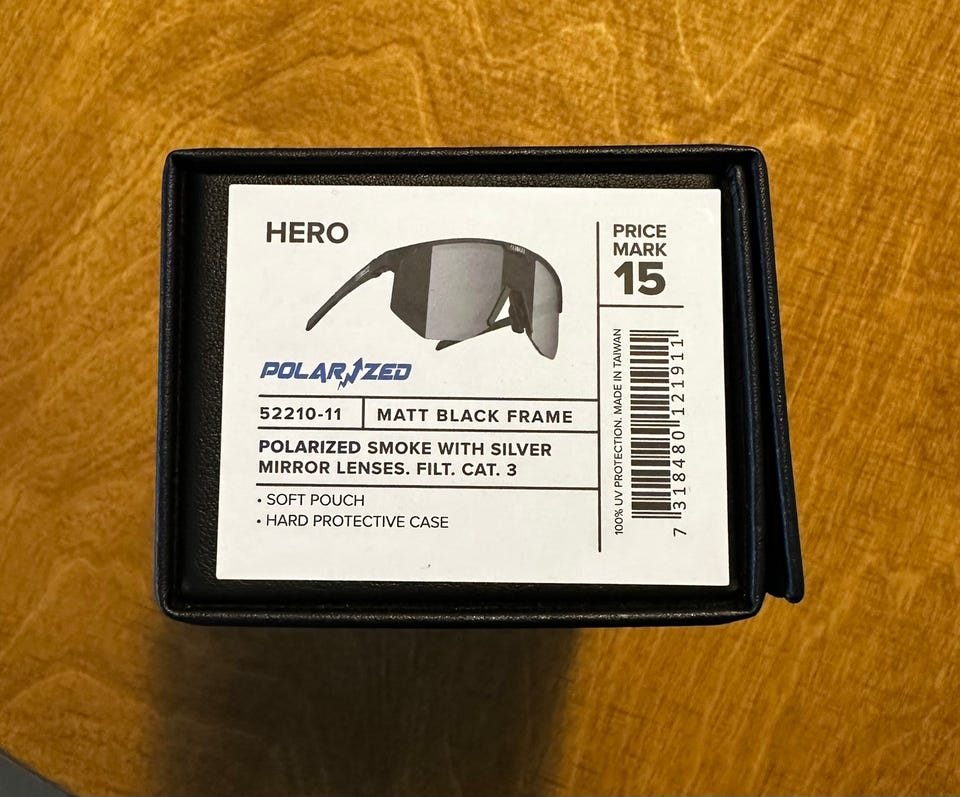 HERO
POLARIZED
52210-11
MATT BLACK FRAME
POLARIZED SMOKE WITH SILVER
MIRROR LENSES. FILT. CAT. 3
• SOFT POUCH
• HARD PROTECTIVE CASE
PRICE
MARK
15
100% UV PROTECTION. MADE IN TAIWAN
7 318480 121911